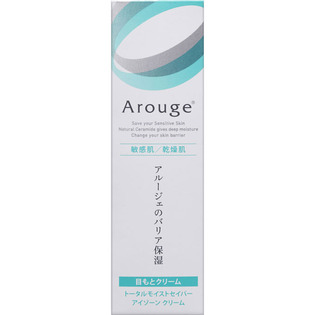 Arouge®
Save your Sensitive Skin
Natural Ceramide gives deep moisture
Change your skin barrier
敏感肌／乾燥肌
アルージェのバリア保湿
目もとクリーム
トータルモイストセイバー
アイゾーン クリーム